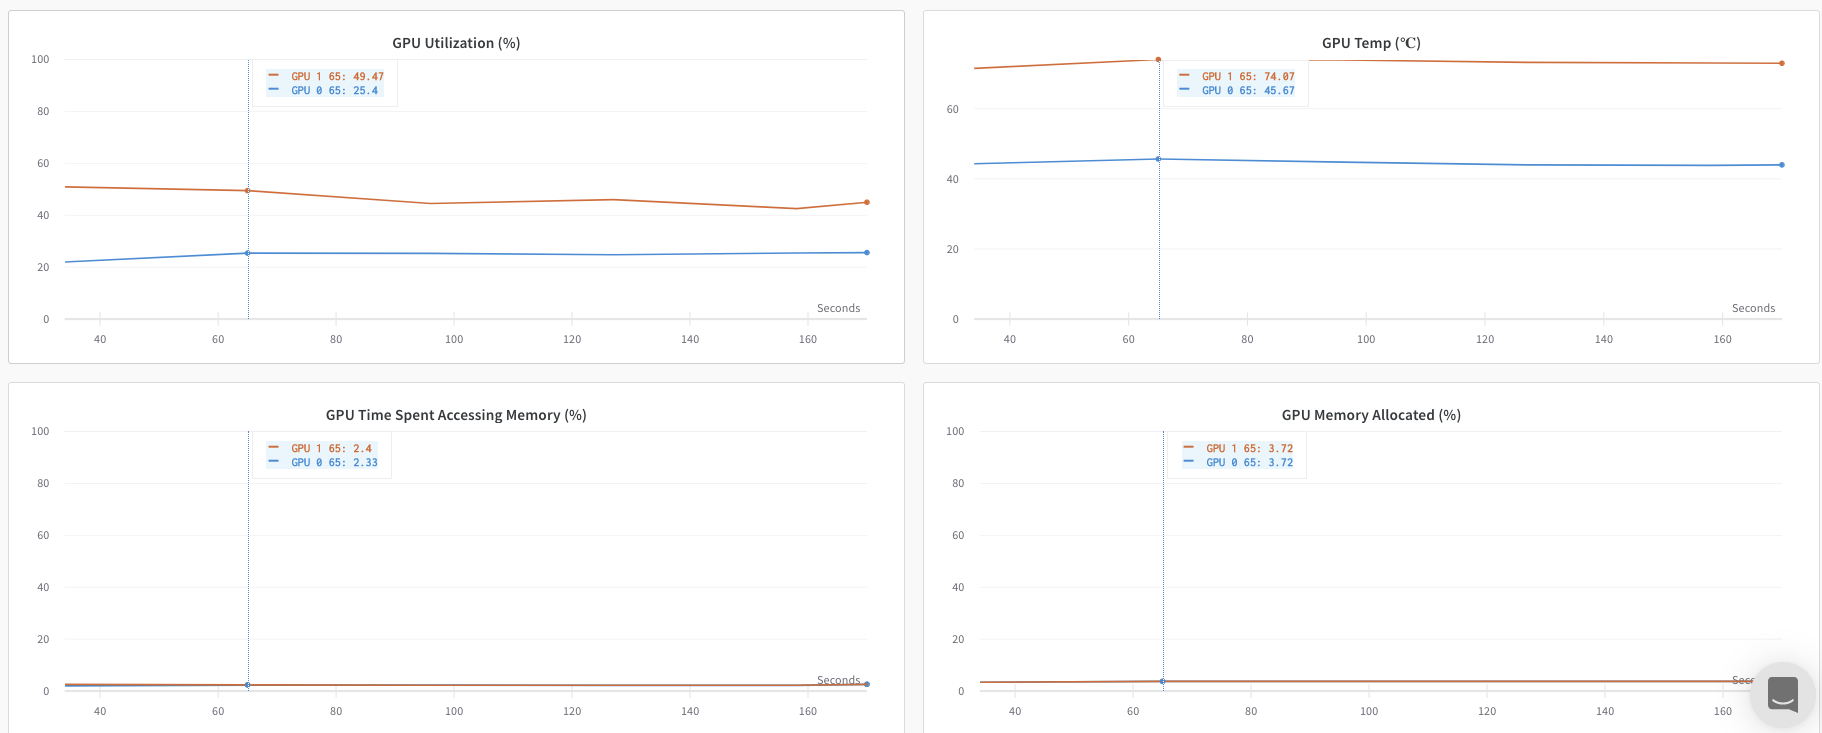 GPU Utilization (%)
100
80
60
40
20
0
GPU 1 65: 49.47
GPU 0 65: 25.4
Seconds
40 60 80 100 120 140 160
GPU Temp (℃)
60
40
20
0
GPU 1 65: 74.07
GPU 0 65: 45.67
Seconds
40 60 80 100 120 140 160
GPU Time Spent Accessing Memory (%)
100
80
60
40
20
0
GPU 1 65: 2.4
GPU 0 65: 2.33
Seconds
40 60 80 100 120 140 160
GPU Memory Allocated (%)
100
80
60
40
20
0
GPU 1 65: 3.72
GPU 0 65: 3.72
40 60 80 100 120 140 160